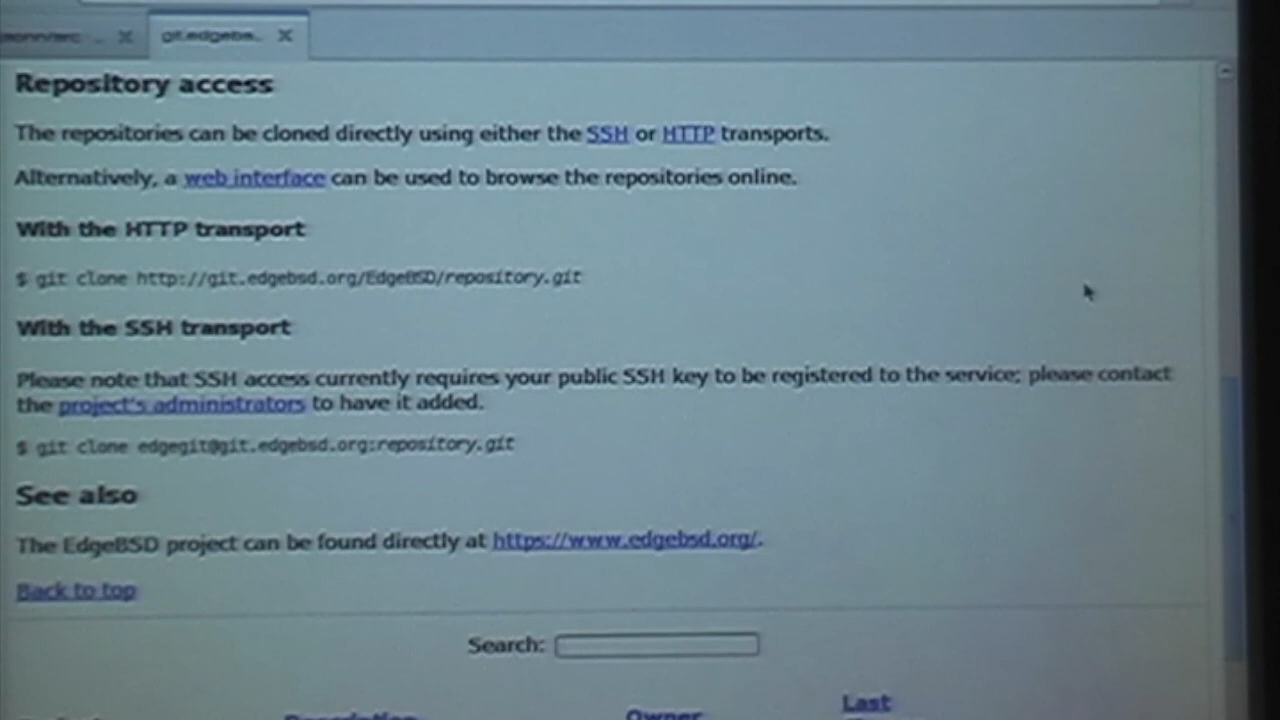 git.edgebs...
Repository access
The repositories can be cloned directly using either the SSH or HTTP transports.
Alternatively, a web interface can be used to browse the repositories online.
With the HTTP transport
$ git clone http://git.edgebsd.org/EdgeBSD/repository.git
With the SSH transport
Please note that SSH access currently requires your public SSH key to be registered to the service; please contact
the project's administrators to have it added.
$ git clone edgegit@git.edgebsd.org:repository.git
See also
The EdgeBSD project can be found directly at https://www.edgebsd.org/.
Back to top
Search:
Description Owner Last